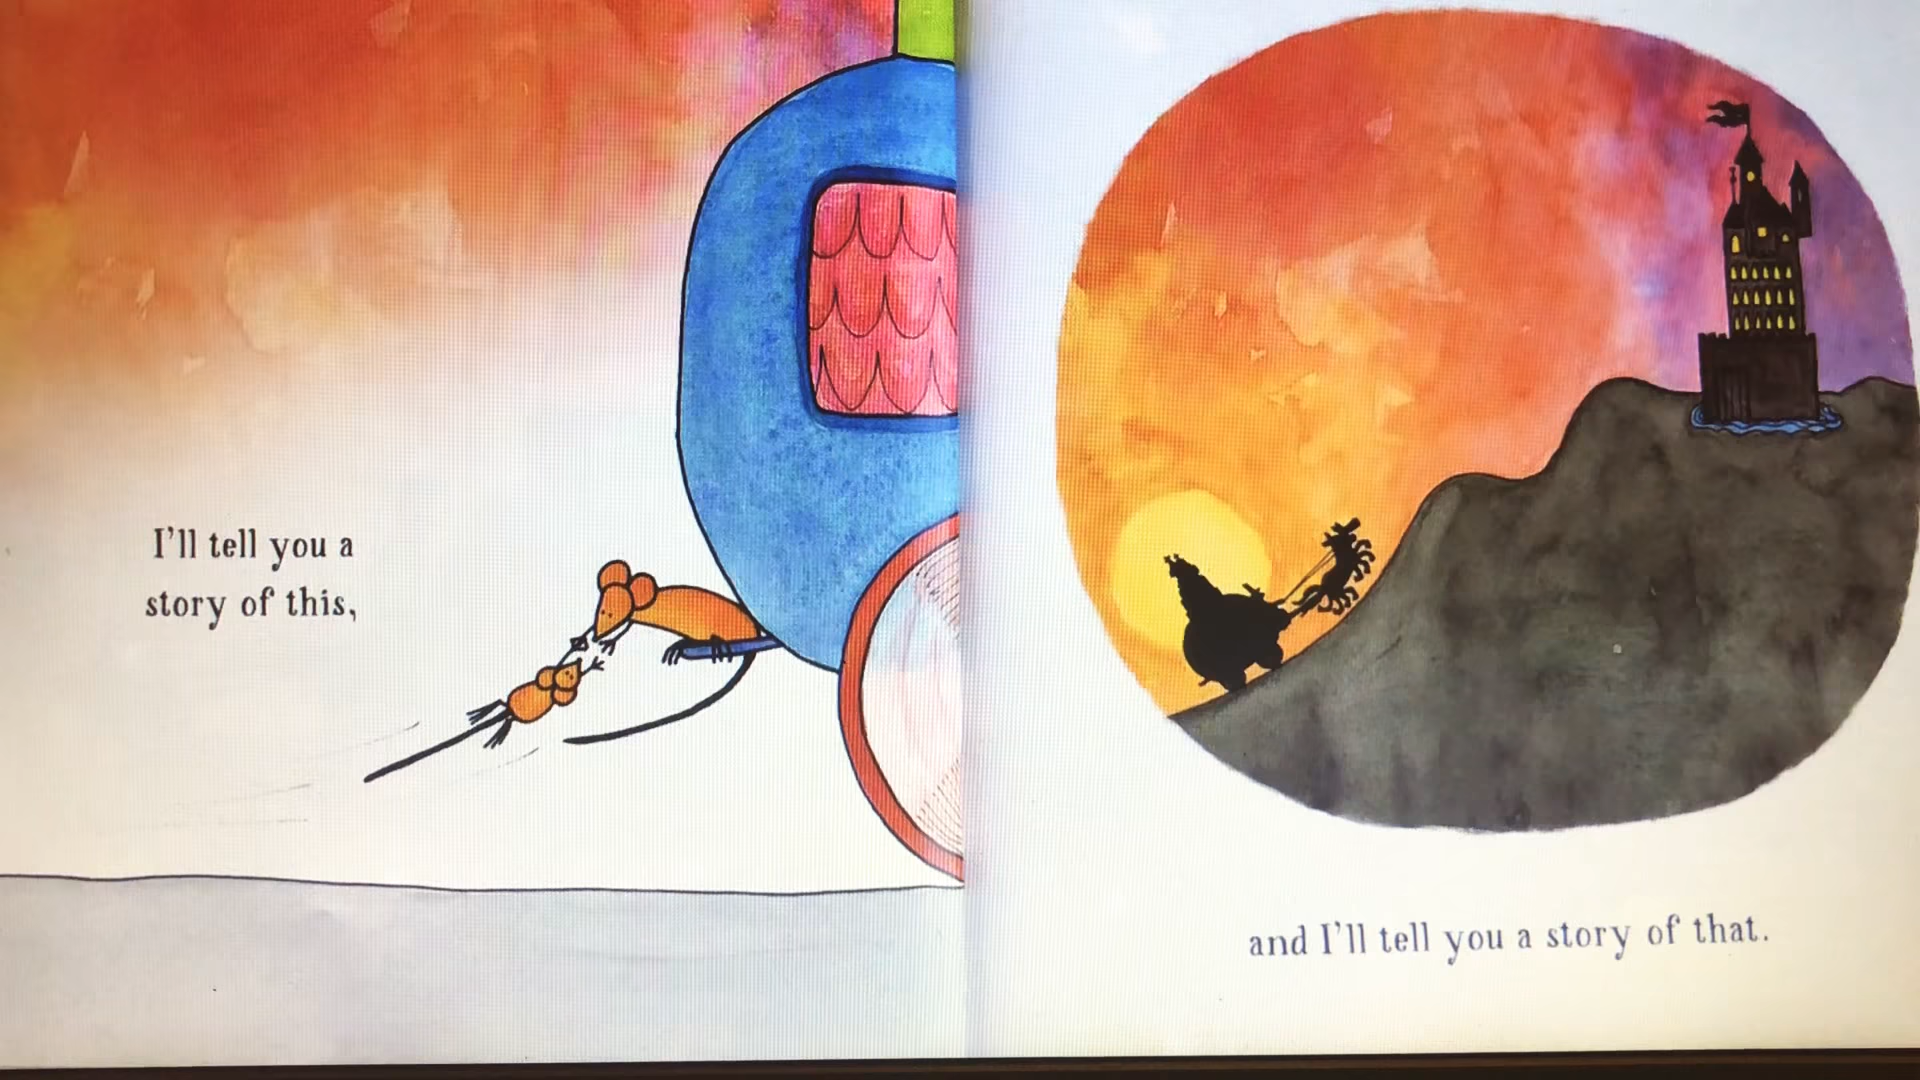 I'll tell you a
story of this,
and I'll tell you a story of that.